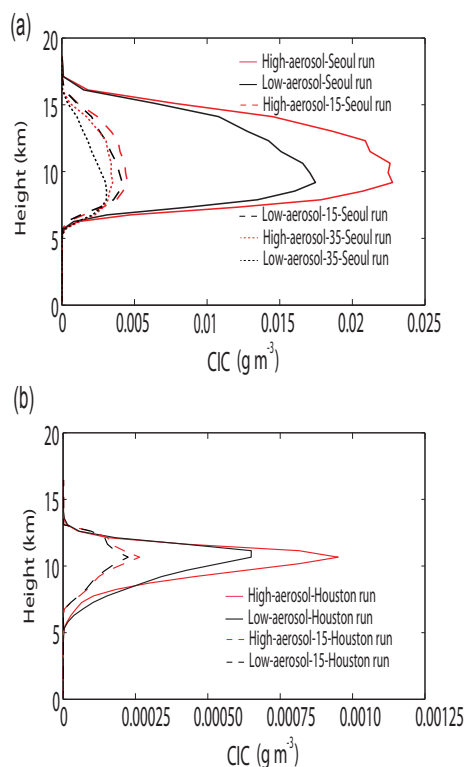 (a)
20
15
10
5
0
Height (km)
High-aerosol-Seoul run
Low-aerosol-Seoul run
High-aerosol-15-Seoul run
Low-aerosol-15-Seoul run
High-aerosol-35-Seoul run
Low-aerosol-35-Seoul run
0 0.005 0.01 0.015 0.02 0.025
CIC (g m⁻³)
(b)
20
15
10
5
0
Height (km)
High-aerosol-Houston run
Low-aerosol-Houston run
High-aerosol-15-Houston run
Low-aerosol-15-Houston run
0 0.00025 0.00050 0.00075 0.0010 0.00125
CIC (g m⁻³)